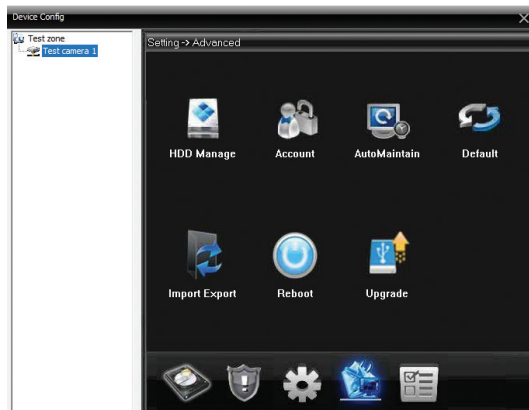 Device Config
Test zone
Test camera 1
Setting -> Advanced
HDD Manage
Account
AutoMaintain
Default
Import Export
Reboot
Upgrade